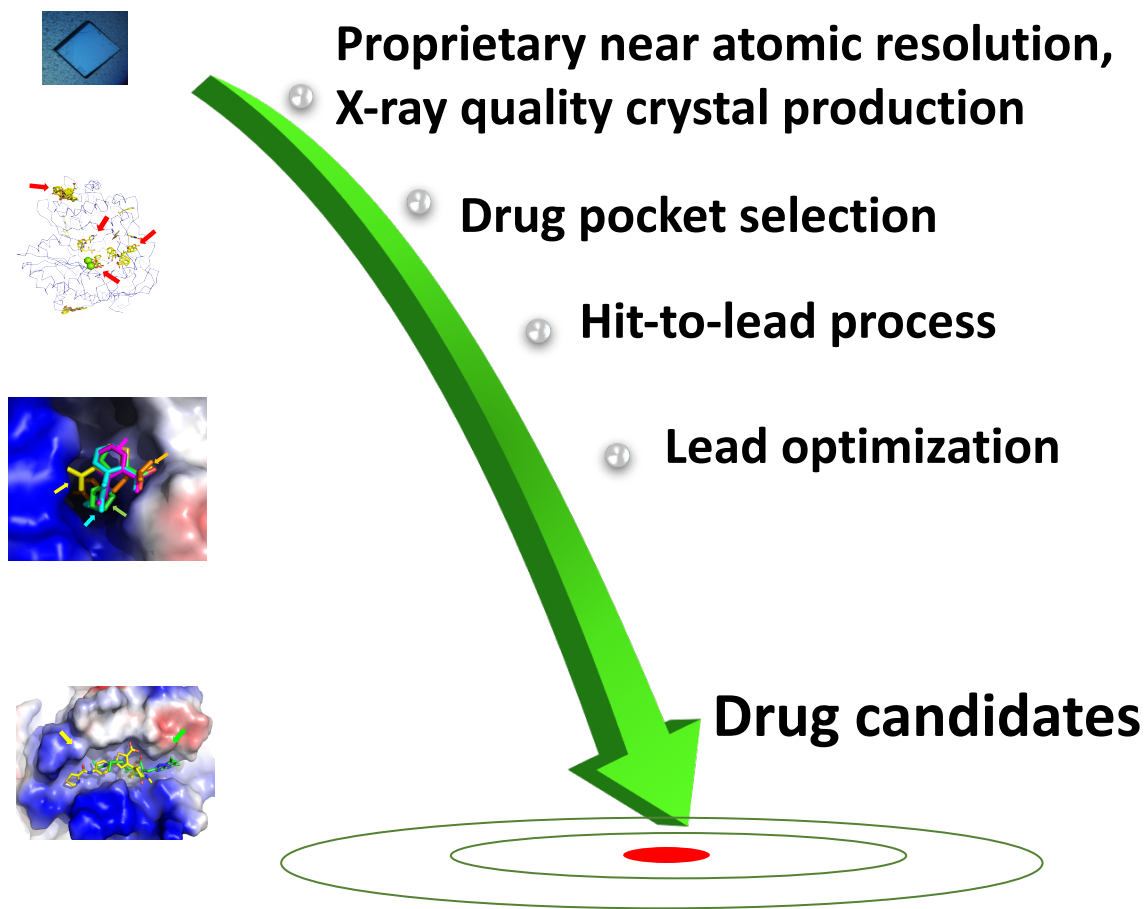 Proprietary near atomic resolution,
X-ray quality crystal production
Drug pocket selection
Hit-to-lead process
Lead optimization
Drug candidates